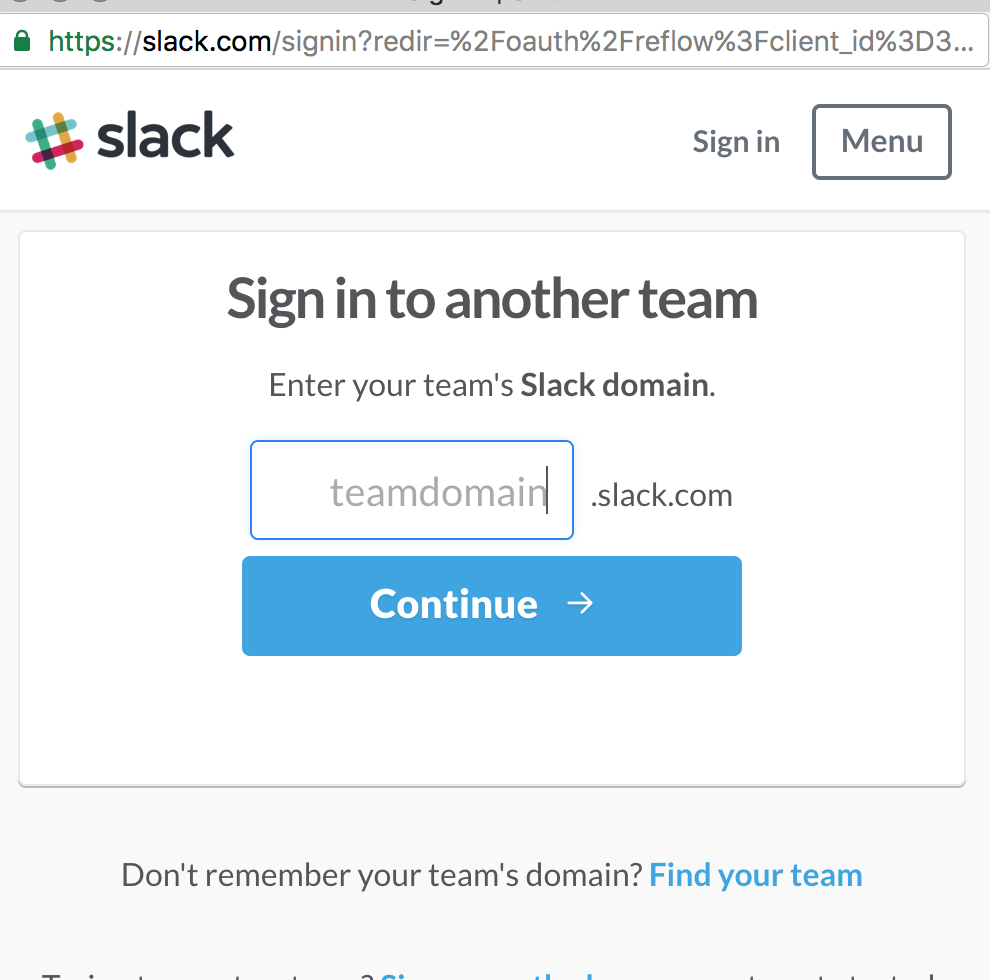 https://slack.com/signin?redir=%2Foauth%2Freflow%3Fclient_id%3D3...
slack
Sign in
Menu
Sign in to another team
Enter your team's Slack domain.
teamdomain .slack.com
Continue →
Don't remember your team's domain? Find your team